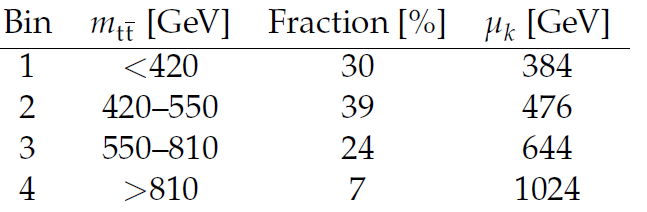 Bin m_tt̄ [GeV] Fraction [%] μ_k [GeV]
1 <420 30 384
2 420–550 39 476
3 550–810 24 644
4 >810 7 1024